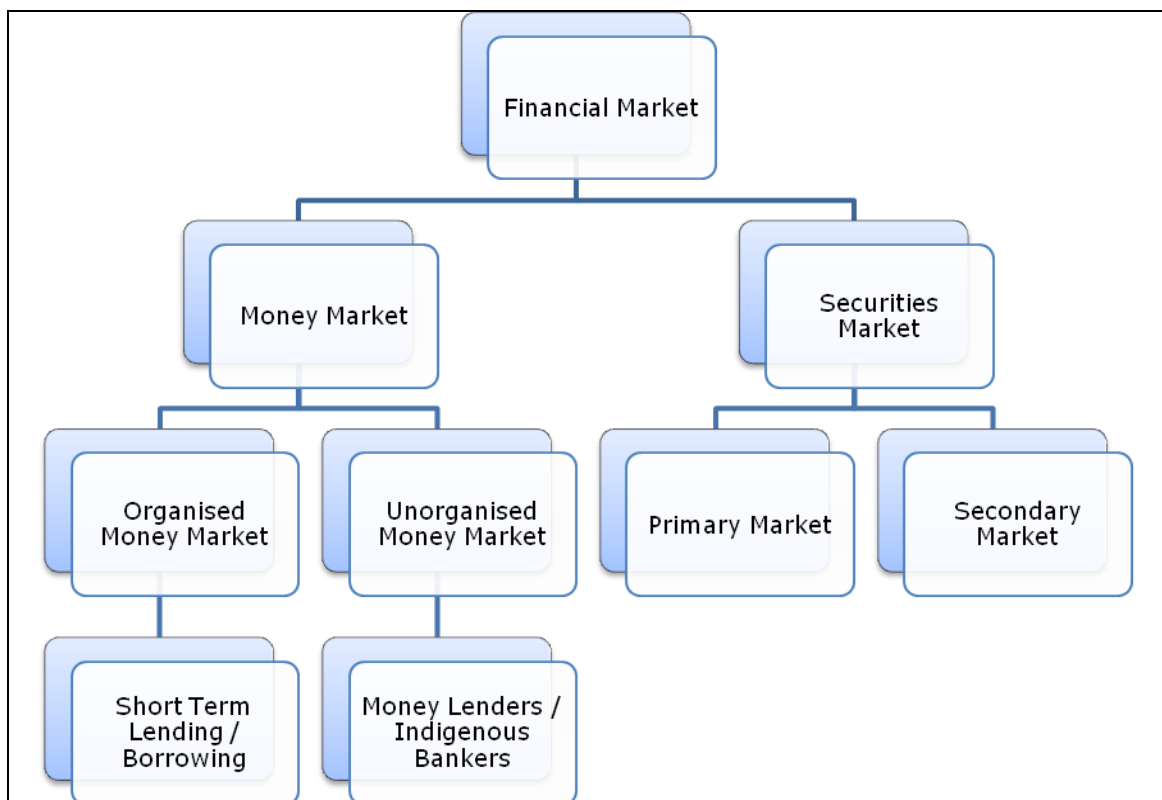 Financial Market
Money Market
Securities
Market
Organised
Money Market
Unorganised
Money Market
Primary Market
Secondary
Market
Short Term
Lending /
Borrowing
Money Lenders /
Indigenous
Bankers